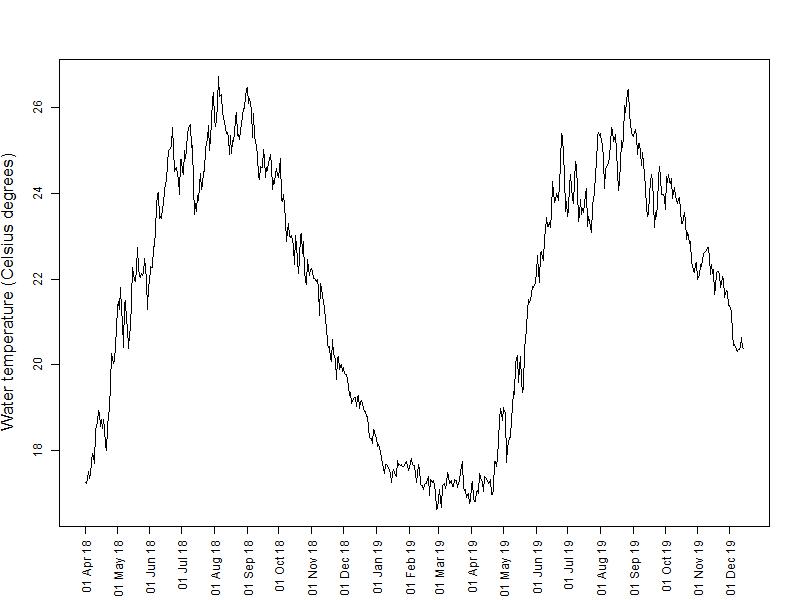 Water temperature (Celsius degrees)
26
24
22
20
18
01 Apr 18
01 May 18
01 Jun 18
01 Jul 18
01 Aug 18
01 Sep 18
01 Oct 18
01 Nov 18
01 Dec 18
01 Jan 19
01 Feb 19
01 Mar 19
01 Apr 19
01 May 19
01 Jun 19
01 Jul 19
01 Aug 19
01 Sep 19
01 Oct 19
01 Nov 19
01 Dec 19